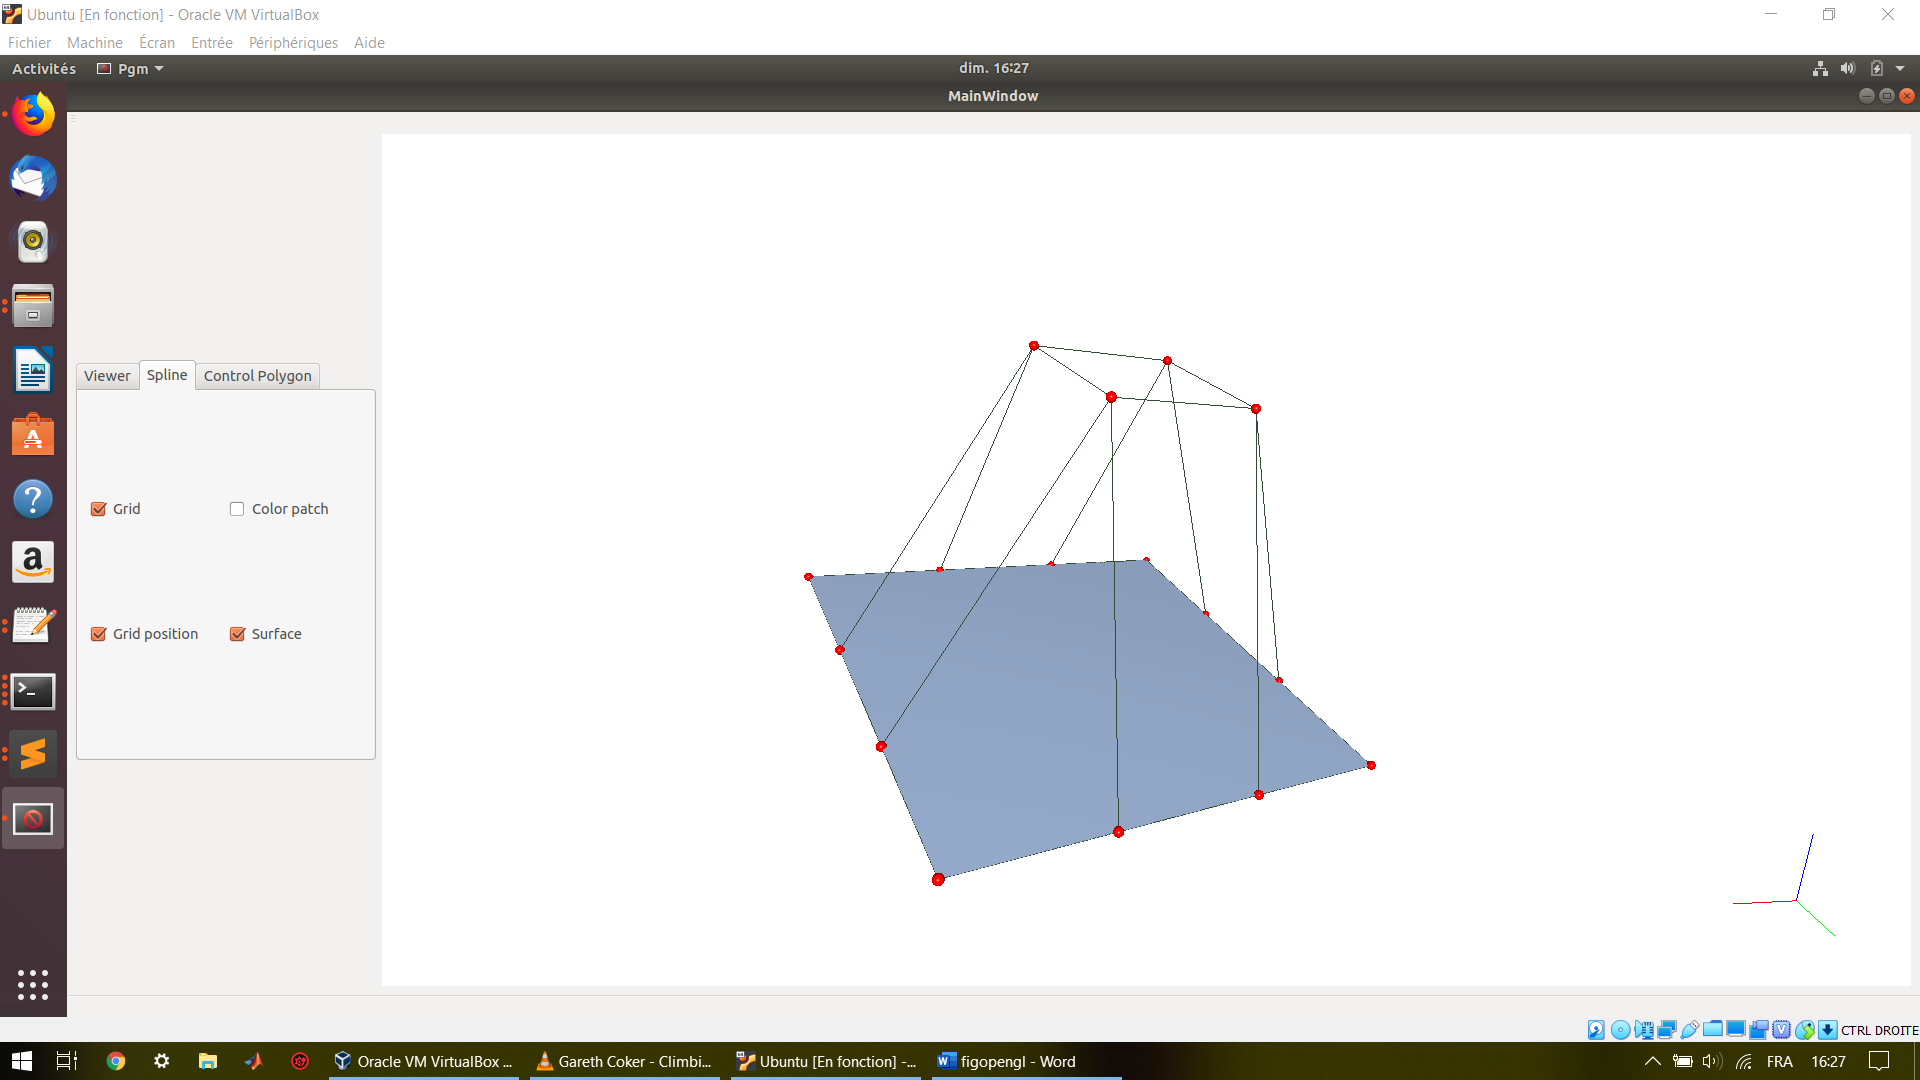 Ubuntu [En fonction] - Oracle VM VirtualBox
Fichier Machine Écran Entrée Périphériques Aide
Activités Pgm dim. 16:27
MainWindow
Viewer Spline Control Polygon
Grid Color patch
Grid position Surface
CTRL DROITE
Oracle VM VirtualBox ... Gareth Coker - Climbi... Ubuntu [En fonction] -... figopengl - Word FRA 16:27